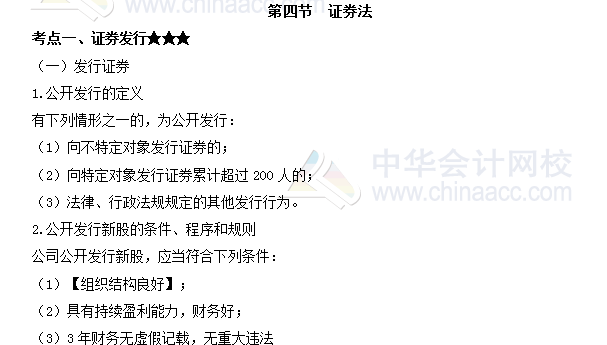 www.chinaacc.com
第四节 证券法
考点一、证券发行★★★
（一）发行证券
1.公开发行的定义
有下列情形之一的，为公开发行：
（1）向不特定对象发行证券的；
（2）向特定对象发行证券累计超过 200 人的；
（3）法律、行政法规规定的其他发行行为。
中华会计网校
www.chinaacc.com
2.公开发行新股的条件、程序和规则
公司公开发行新股，应当符合下列条件：
（1）【组织结构良好】；
（2）具有持续盈利能力，财务好；
（3）3 年财务无虚假记载，无重大违法